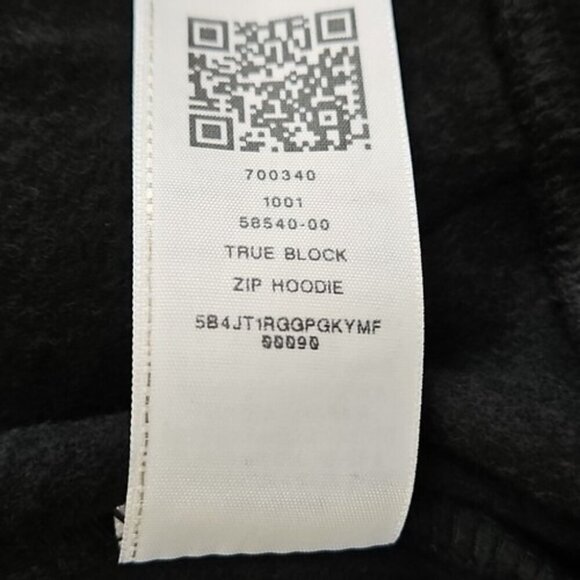 700340
1001
58540-00
TRUE BLOCK
ZIP HOODIE
5B4JT1RGGPGKYMF
00090